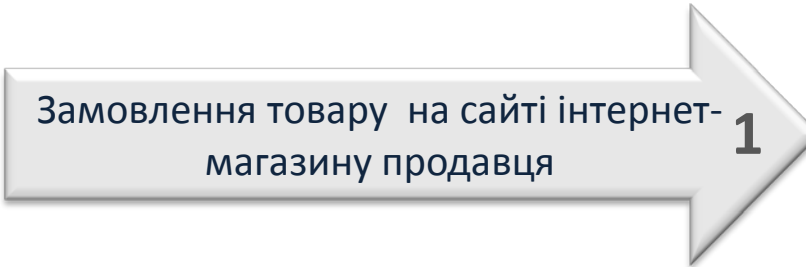 Замовлення товару на сайті інтернет-
магазину продавця
1